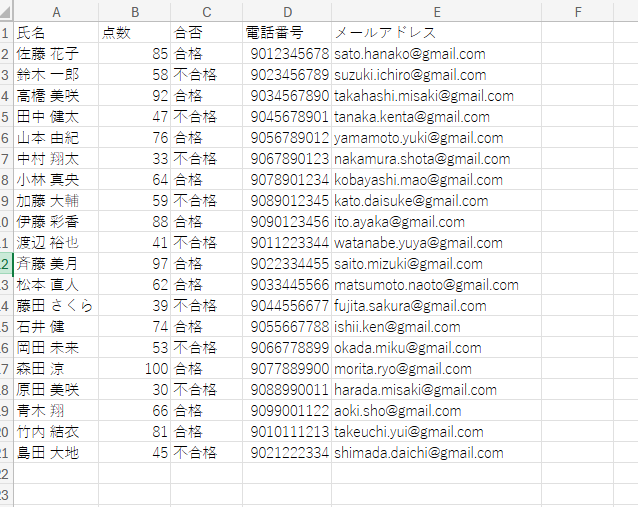 A B C D E F
1 氏名 点数 合否 電話番号 メールアドレス
2 佐藤 花子 85 合格 9012345678 sato.hanako@gmail.com
3 鈴木 一郎 58 不合格 9023456789 suzuki.ichiro@gmail.com
4 高橋 美咲 92 合格 9034567890 takahashi.misaki@gmail.com
5 田中 健太 47 不合格 9045678901 tanaka.kenta@gmail.com
6 山本 由紀 76 合格 9056789012 yamamoto.yuki@gmail.com
7 中村 翔太 33 不合格 9067890123 nakamura.shota@gmail.com
8 小林 真央 64 合格 9078901234 kobayashi.mao@gmail.com
9 加藤 大輔 59 不合格 9089012345 kato.daisuke@gmail.com
10 伊藤 彩香 88 合格 9090123456 ito.ayaka@gmail.com
11 渡辺 裕也 41 不合格 9011223344 watanabe.yuya@gmail.com
12 斉藤 美月 97 合格 9022334455 saito.mizuki@gmail.com
13 松本 直人 62 合格 9033445566 matsumoto.naoto@gmail.com
14 藤田 さくら 39 不合格 9044556677 fujita.sakura@gmail.com
15 石井 健 74 合格 9055667788 ishii.ken@gmail.com
16 岡田 未来 53 不合格 9066778899 okada.miku@gmail.com
17 森田 涼 100 合格 9077889900 morita.ryo@gmail.com
18 原田 美咲 30 不合格 9088990011 harada.misaki@gmail.com
19 青木 翔 66 合格 9099001122 aoki.sho@gmail.com
20 竹内 結衣 81 合格 9010111213 takeuchi.yui@gmail.com
21 島田 大地 45 不合格 9021222334 shimada.daichi@gmail.com
22
23